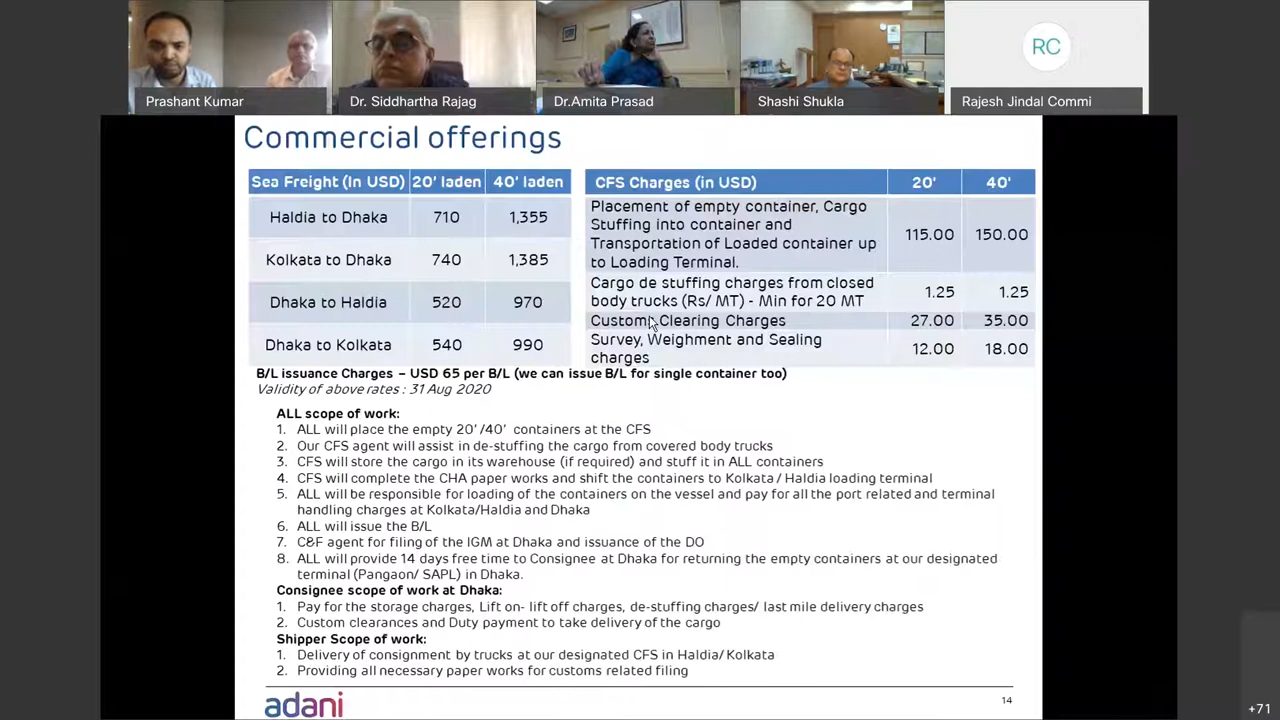 Prashant Kumar
Dr. Siddhartha Rajag
Dr.Amita Prasad
Shashi Shukla
RC
Rajesh Jindal Commi
Commercial offerings
Sea Freight (In USD) 20' laden 40' laden
Haldia to Dhaka 710 1,355
Kolkata to Dhaka 740 1,385
Dhaka to Haldia 520 970
Dhaka to Kolkata 540 990
CFS Charges (in USD) 20' 40'
Placement of empty container, Cargo
Stuffing into container and
Transportation of Loaded container up
to Loading Terminal.
115.00 150.00
Cargo de stuffing charges from closed
body trucks (Rs/ MT) - Min for 20 MT
1.25 1.25
Custom Clearing Charges 27.00 35.00
Survey, Weighment and Sealing
charges
12.00 18.00
B/L issuance Charges – USD 65 per B/L (we can issue B/L for single container too)
Validity of above rates : 31 Aug 2020
ALL scope of work:
1. ALL will place the empty 20'/40' containers at the CFS
2. Our CFS agent will assist in de-stuffing the cargo from covered body trucks
3. CFS will store the cargo in its warehouse (if required) and stuff it in ALL containers
4. CFS will complete the CHA paper works and shift the containers to Kolkata / Haldia loading terminal
5. ALL will be responsible for loading of the containers on the vessel and pay for all the port related and terminal
handling charges at Kolkata/Haldia and Dhaka
6. ALL will issue the B/L
7. C&F agent for filing of the IGM at Dhaka and issuance of the DO
8. ALL will provide 14 days free time to Consignee at Dhaka for returning the empty containers at our designated
terminal (Pangaon/ SAPL) in Dhaka.
Consignee scope of work at Dhaka:
1. Pay for the storage charges, Lift on- lift off charges, de-stuffing charges/ last mile delivery charges
2. Custom clearances and Duty payment to take delivery of the cargo
Shipper Scope of work:
1. Delivery of consignment by trucks at our designated CFS in Haldia/ Kolkata
2. Providing all necessary paper works for customs related filing
adani
14
+71